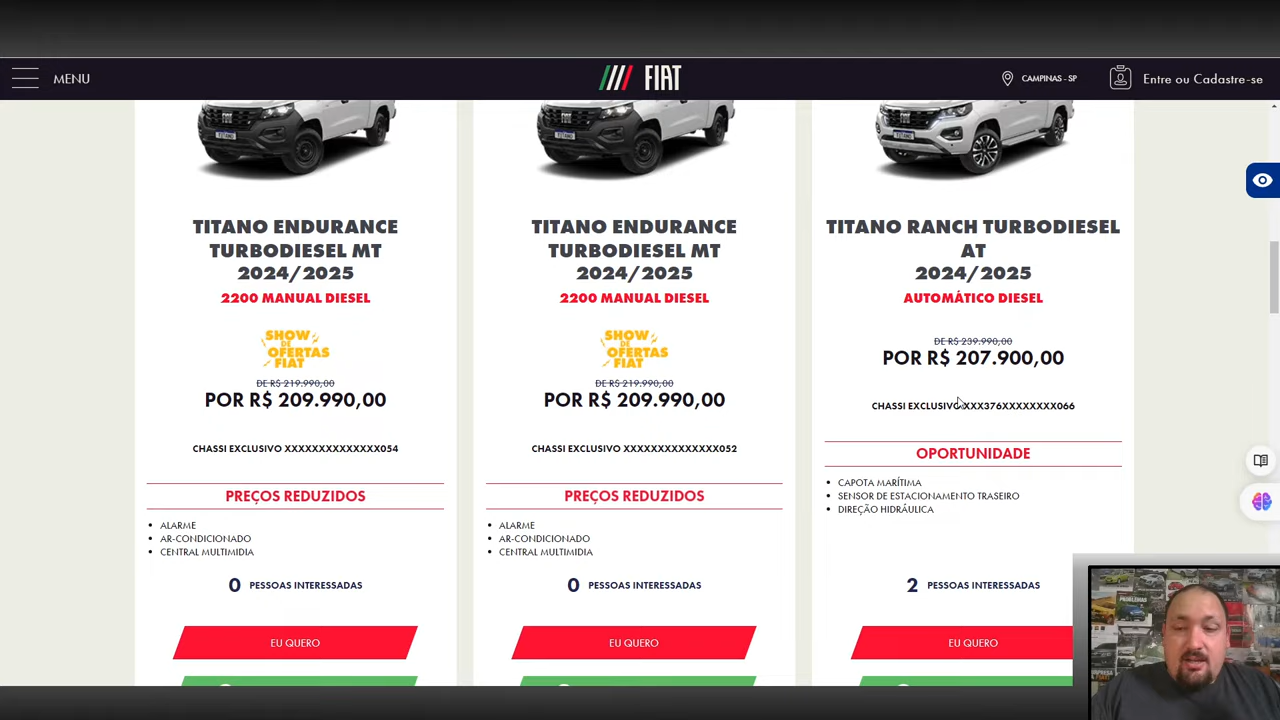 MENU
FIAT
CAMPINAS - SP
Entre ou Cadastre-se
TITANO ENDURANCE
TURBODIESEL MT
2024/2025
2200 MANUAL DIESEL
SHOW
DE
OFERTAS
FIAT
DE R$ 219.990,00
POR R$ 209.990,00
CHASSI EXCLUSIVO XXXXXXXXXXXXXX054
PREÇOS REDUZIDOS
ALARME
AR-CONDICIONADO
CENTRAL MULTIMIDIA
0 PESSOAS INTERESSADAS
EU QUERO
TITANO ENDURANCE
TURBODIESEL MT
2024/2025
2200 MANUAL DIESEL
SHOW
DE
OFERTAS
FIAT
DE R$ 219.990,00
POR R$ 209.990,00
CHASSI EXCLUSIVO XXXXXXXXXXXXXX052
PREÇOS REDUZIDOS
ALARME
AR-CONDICIONADO
CENTRAL MULTIMIDIA
0 PESSOAS INTERESSADAS
EU QUERO
TITANO RANCH TURBODIESEL
AT
2024/2025
AUTOMÁTICO DIESEL
DE R$ 239.990,00
POR R$ 207.900,00
CHASSI EXCLUSIVO XXX376XXXXXXXX066
OPORTUNIDADE
CAPOTA MARÍTIMA
SENSOR DE ESTACIONAMENTO TRASEIRO
DIREÇÃO HIDRÁULICA
2 PESSOAS INTERESSADAS
EU QUERO